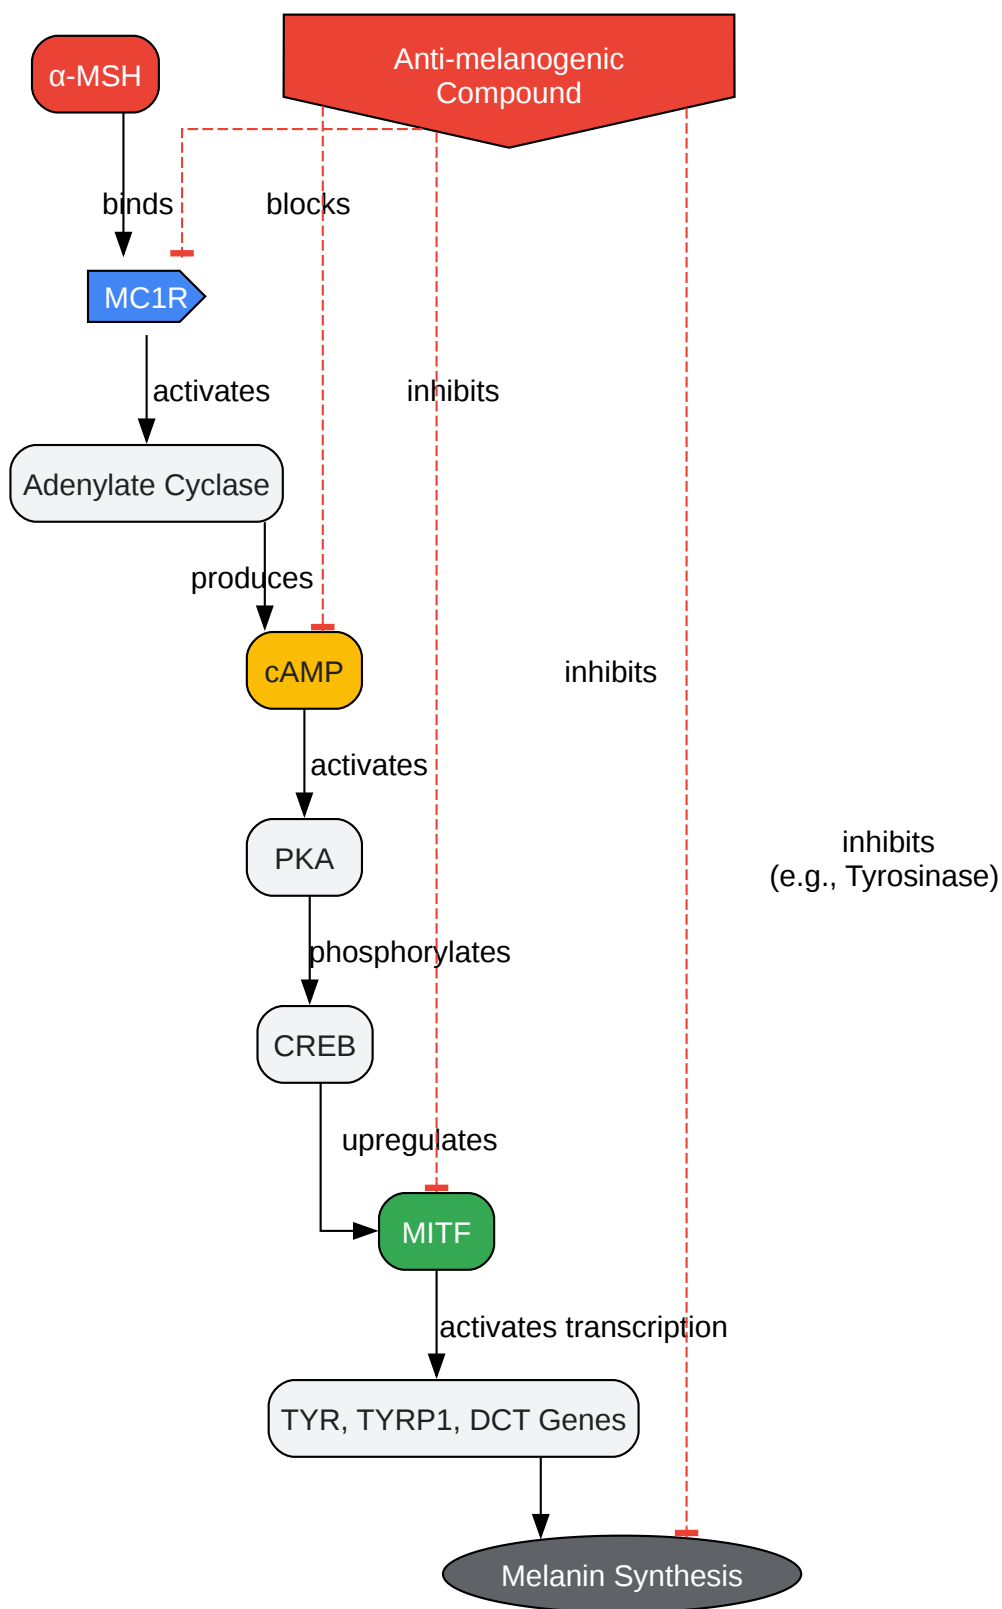 Anti-melanogenic
Compound
α-MSH
binds
blocks
MC1R
activates
inhibits
Adenylate Cyclase
produces
cAMP
inhibits
activates
inhibits
(e.g., Tyrosinase)
PKA
phosphorylates
CREB
upregulates
MITF
activates transcription
TYR, TYRP1, DCT Genes
Melanin Synthesis